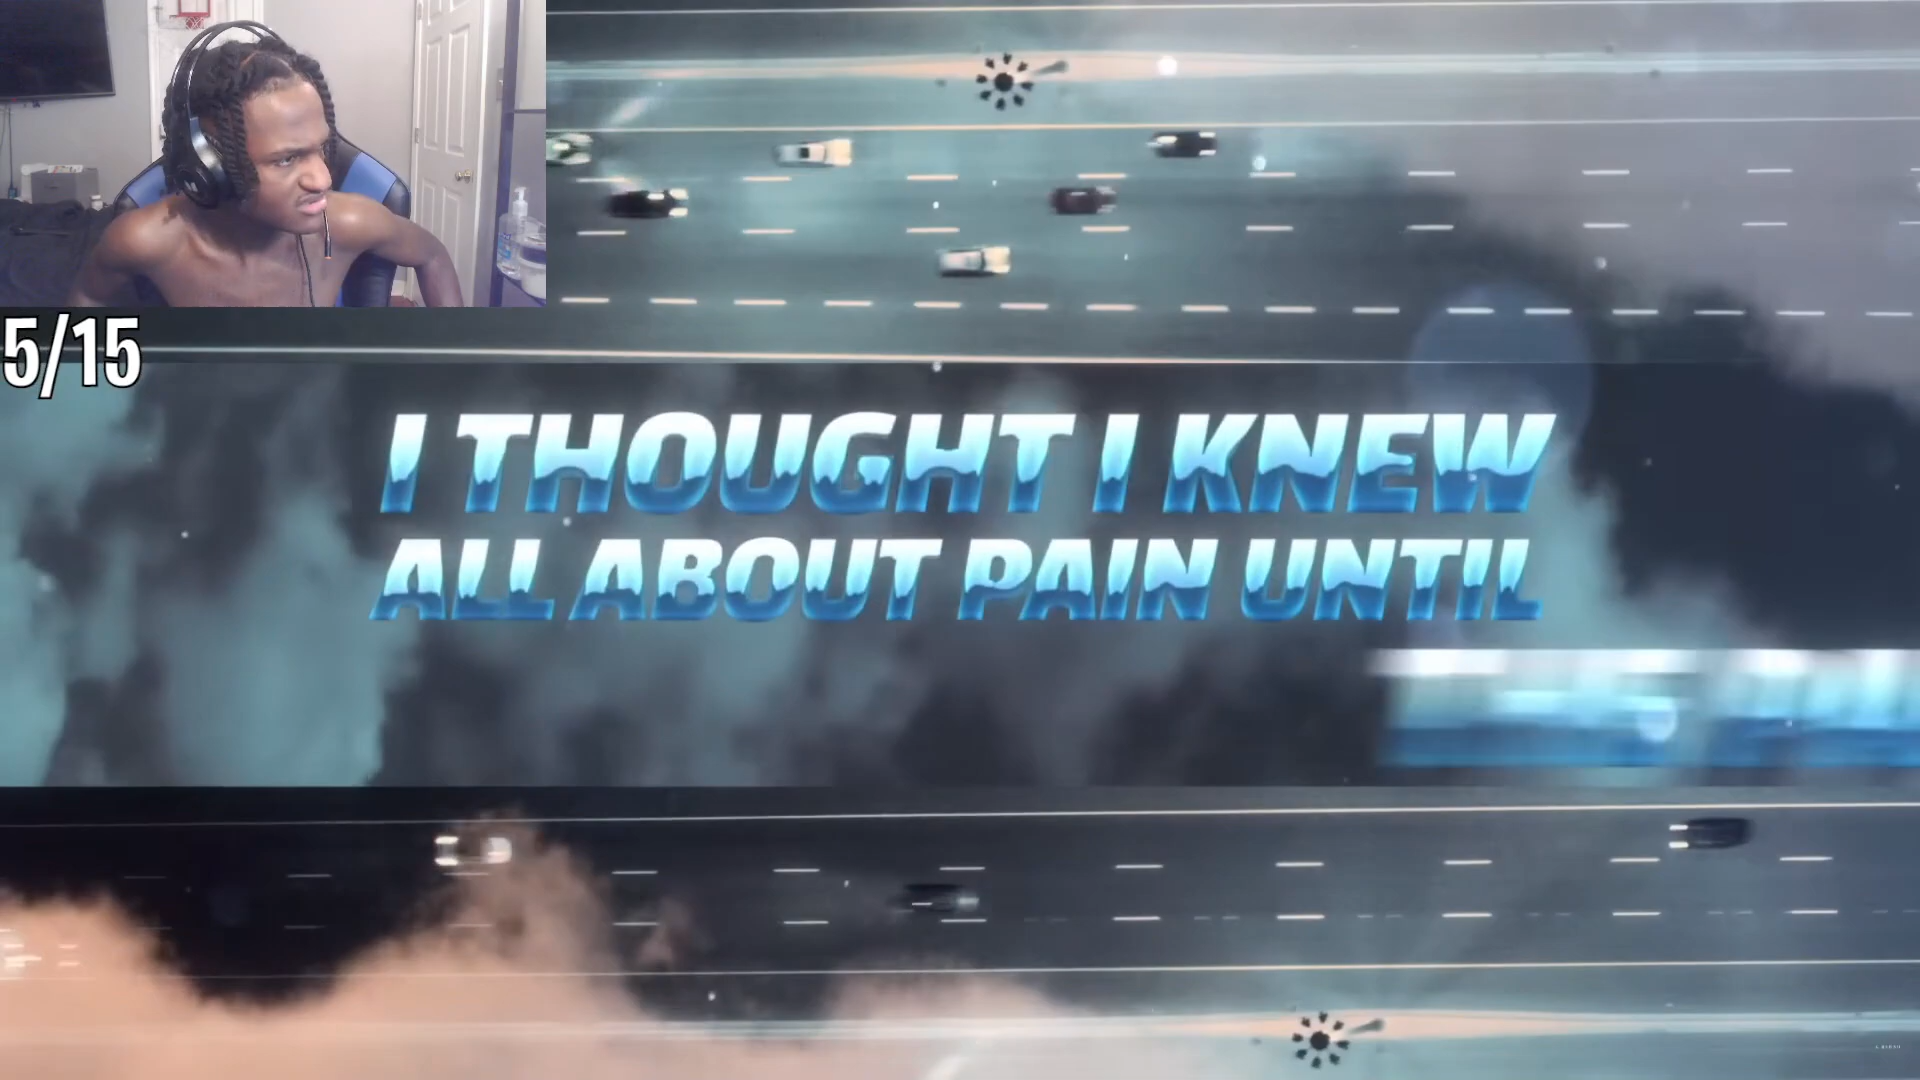 5/15
I THOUGHT I KNEW
ALL ABOUT PAIN UNTIL